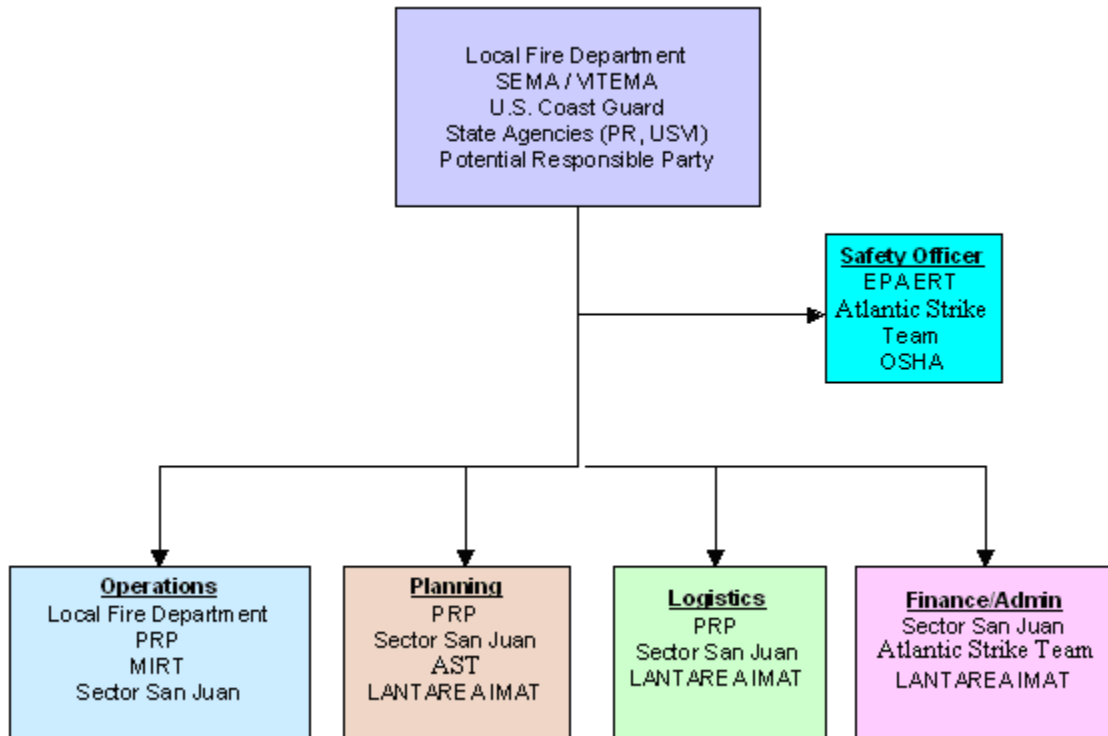 Local Fire Department
SEMA / VITEMA
U.S. Coast Guard
State Agencies (PR, USVI)
Potential Responsible Party
Safety Officer
EPAERT
Atlantic Strike
Team
OSHA
Operations
Local Fire Department
PRP
MIRT
Sector San Juan
Planning
PRP
Sector San Juan
AST
LANTAREA IMAT
Logistics
PRP
Sector San Juan
LANTAREA IMAT
Finance/Admin
Sector San Juan
Atlantic Strike Team
LANTAREA IMAT